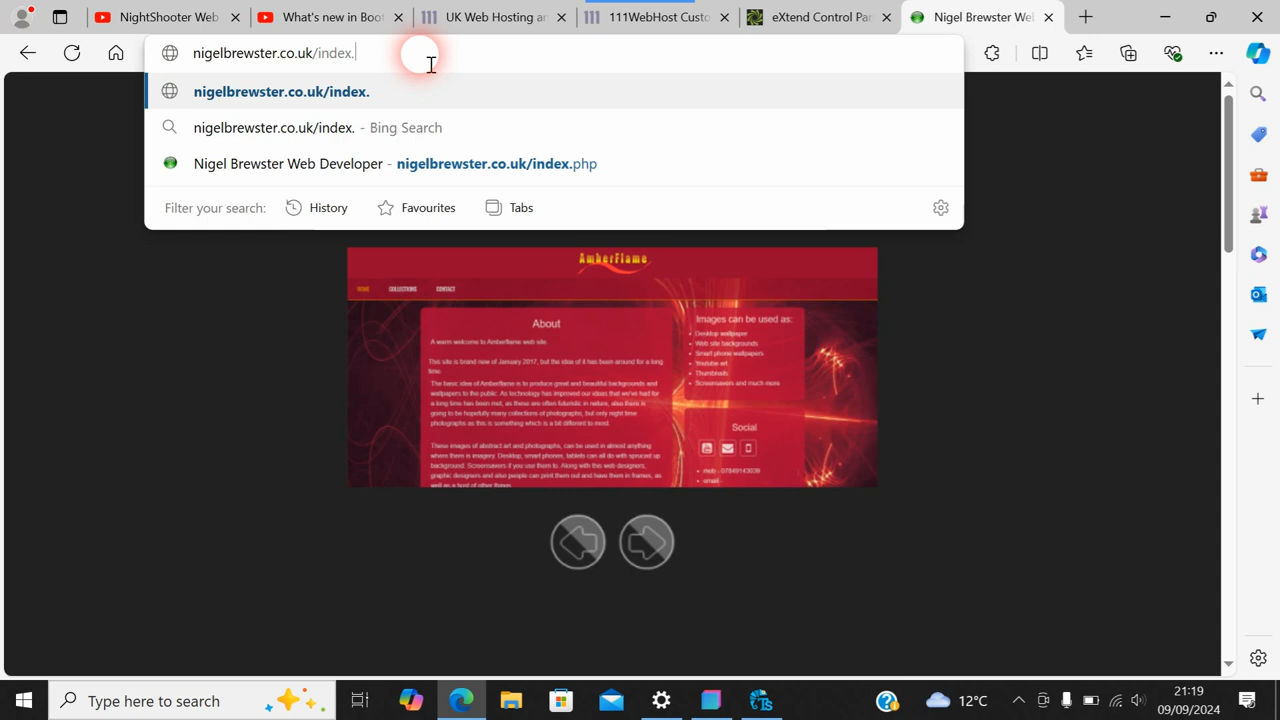 NightShooter Web
What's new in Boot
UK Web Hosting an
111WebHost Custo
eXtend Control Pan
Nigel Brewster We
nigelbrewster.co.uk/index.
nigelbrewster.co.uk/index.
nigelbrewster.co.uk/index. - Bing Search
Nigel Brewster Web Developer - nigelbrewster.co.uk/index.php
Filter your search:
History
Favourites
Tabs
AmberFlame
HOME
COLLECTIONS
CONTACT
About
A warm welcome to Amberflame web site.
This site is brand new of January 2017, but the idea of it has been around for a long
time.
The basic idea of Amberflame is to produce great and beautiful backgrounds and
wallpapers to the public. As technology has improved our ideas that we've had for
a long time has been met, as these are often futuristic in nature, also there is
going to be hopefully many collections of photographs, but only night time
photographs as this is something which is a bit different to most.
These images of abstract art and photographs, can be used in almost anything
where there is imagery. Desktop, smart phones, tablets can all do with spruced up
background. Screensavers if you use them to. Along with this web designers,
graphic designers and also people can print them out and have them in frames, as
well as a host of other things.
Images can be used as:
Desktop wallpaper
Web site backgrounds
Smart phone wallpapers
Youtube art
Thumbnails
Screensavers and much more
Social
mob - 07849143039
email -
Type here to search
12°C
21:19
09/09/2024